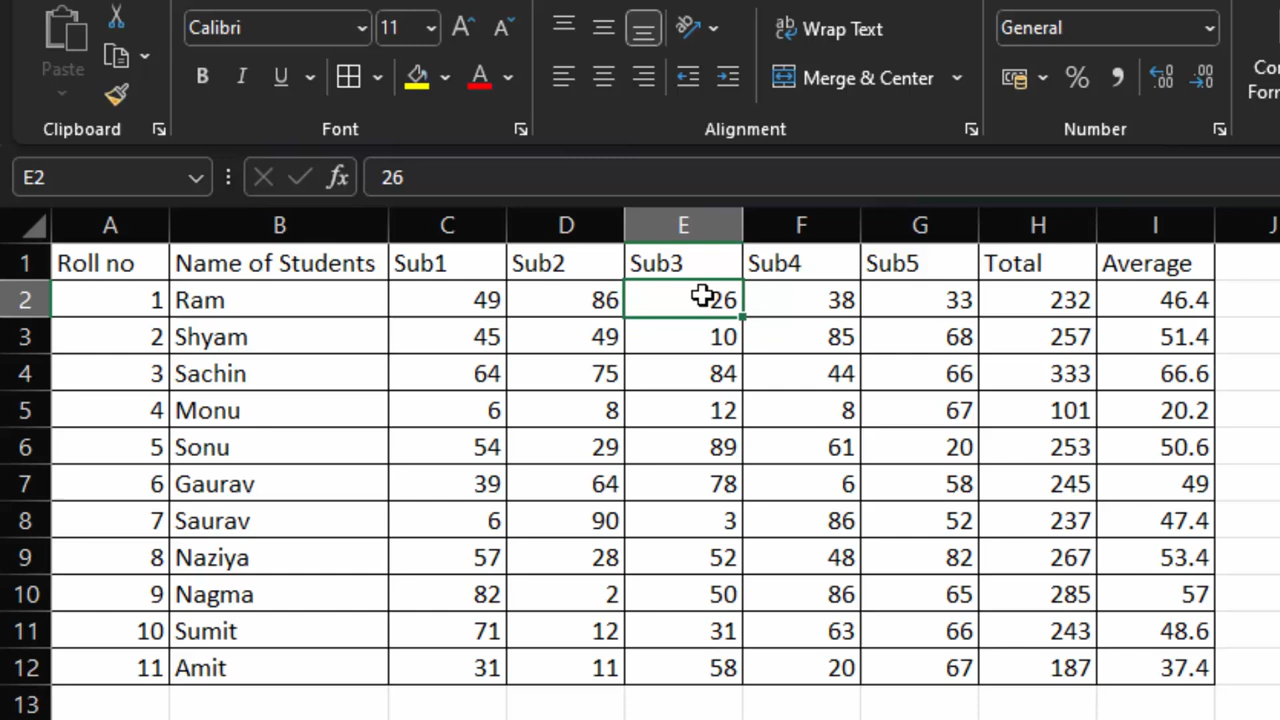 Calibri 11 Wrap Text General
Paste B I U A Merge & Center %
Clipboard Font Alignment Number
E2 fx 26
A B C D E F G H I J
1 Roll no Name of Students Sub1 Sub2 Sub3 Sub4 Sub5 Total Average
2 1 Ram 49 86 26 38 33 232 46.4
3 2 Shyam 45 49 10 85 68 257 51.4
4 3 Sachin 64 75 84 44 66 333 66.6
5 4 Monu 6 8 12 8 67 101 20.2
6 5 Sonu 54 29 89 61 20 253 50.6
7 6 Gaurav 39 64 78 6 58 245 49
8 7 Saurav 6 90 3 86 52 237 47.4
9 8 Naziya 57 28 52 48 82 267 53.4
10 9 Nagma 82 2 50 86 65 285 57
11 10 Sumit 71 12 31 63 66 243 48.6
12 11 Amit 31 11 58 20 67 187 37.4
13